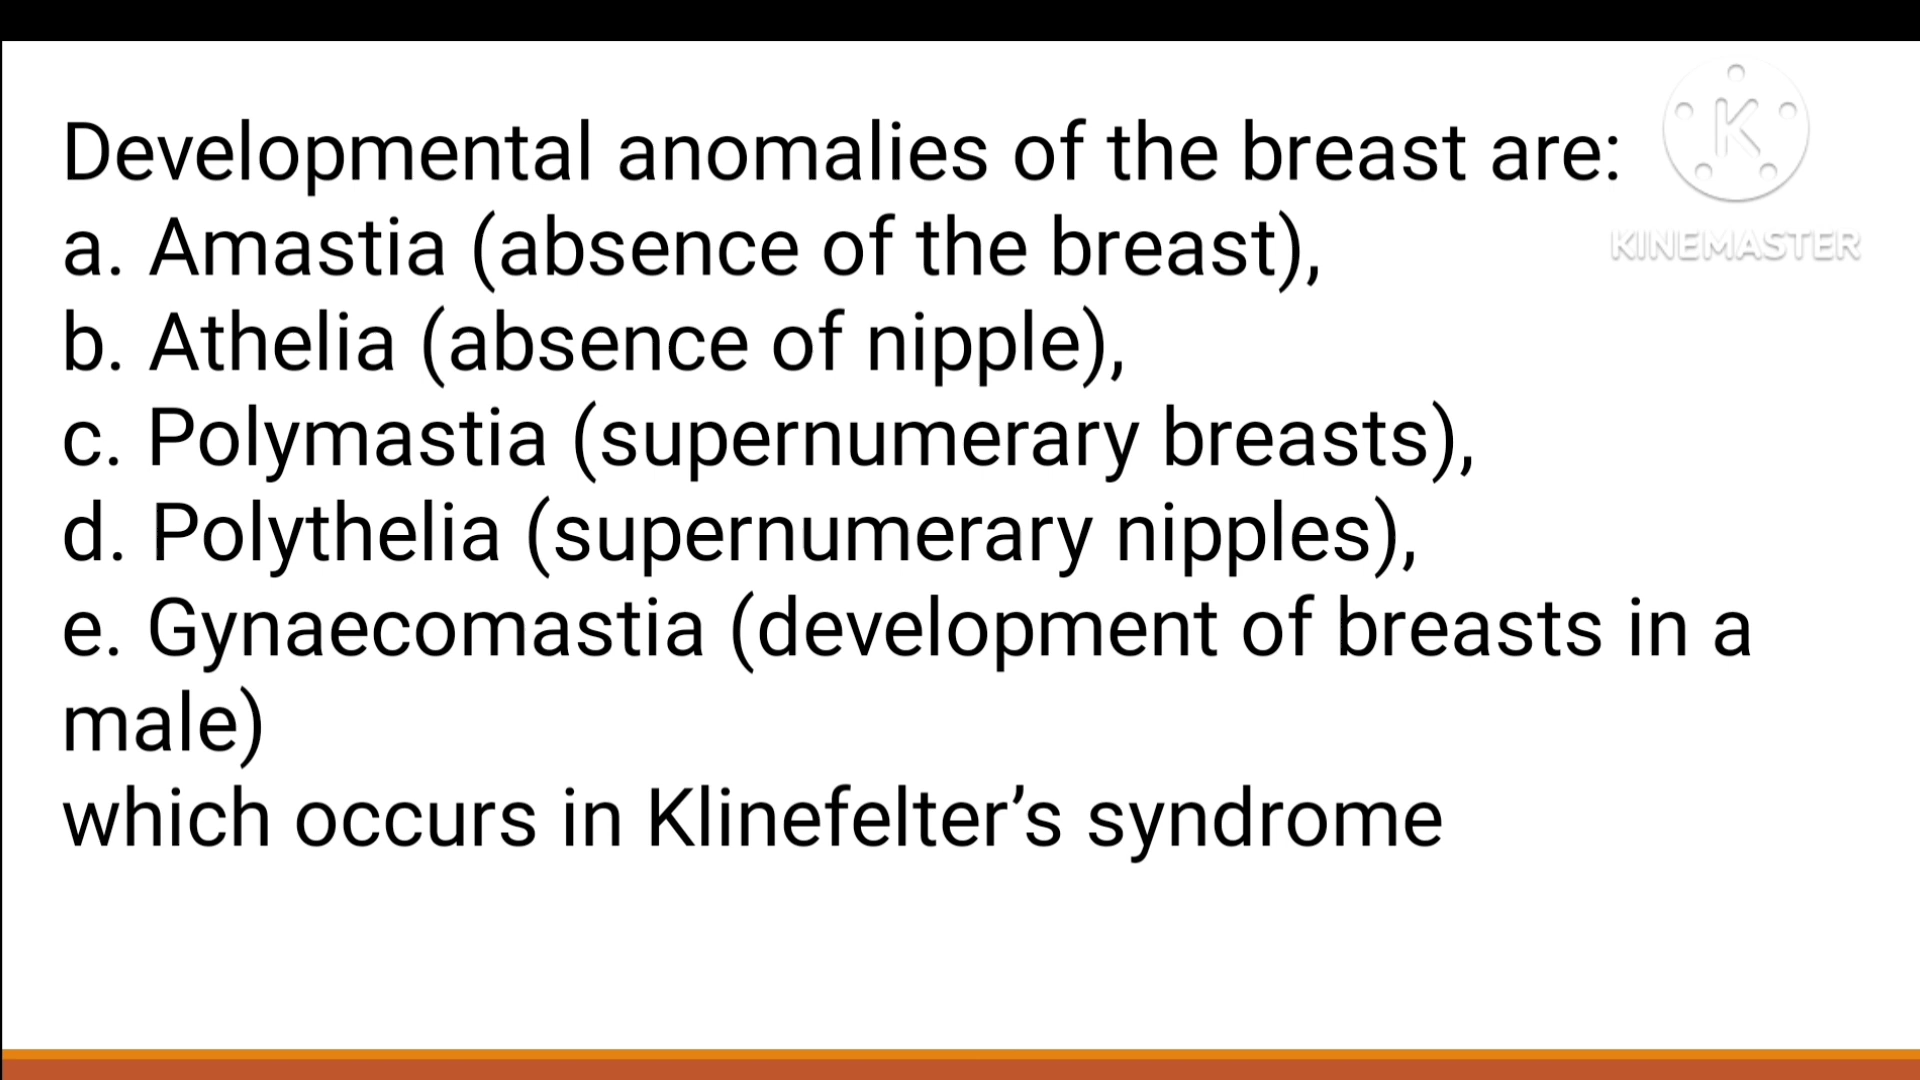 Developmental anomalies of the breast are:
a. Amastia (absence of the breast),
b. Athelia (absence of nipple),
c. Polymastia (supernumerary breasts),
d. Polythelia (supernumerary nipples),
e. Gynaecomastia (development of breasts in a
male)
which occurs in Klinefelter’s syndrome
K
KINEMASTER